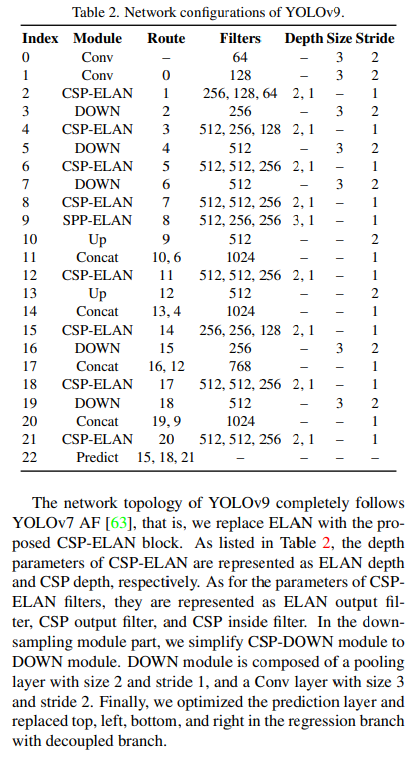 Table 2. Network configurations of YOLOv9.
Index Module Route Filters Depth Size Stride
0 Conv – 64 – 3 2
1 Conv 0 128 – 3 2
2 CSP-ELAN 1 256, 128, 64 2, 1 – 1
3 DOWN 2 256 – 3 2
4 CSP-ELAN 3 512, 256, 128 2, 1 – 1
5 DOWN 4 512 – 3 2
6 CSP-ELAN 5 512, 512, 256 2, 1 – 1
7 DOWN 6 512 – 3 2
8 CSP-ELAN 7 512, 512, 256 2, 1 – 1
9 SPP-ELAN 8 512, 256, 256 3, 1 – 1
10 Up 9 512 – – 2
11 Concat 10, 6 1024 – – 1
12 CSP-ELAN 11 512, 512, 256 2, 1 – 1
13 Up 12 512 – – 2
14 Concat 13, 4 1024 – – 1
15 CSP-ELAN 14 256, 256, 128 2, 1 – 1
16 DOWN 15 256 – 3 2
17 Concat 16, 12 768 – – 1
18 CSP-ELAN 17 512, 512, 256 2, 1 – 1
19 DOWN 18 512 – 3 2
20 Concat 19, 9 1024 – – 1
21 CSP-ELAN 20 512, 512, 256 2, 1 – 1
22 Predict 15, 18, 21 – – – –
The network topology of YOLOv9 completely follows
YOLOv7 AF [63], that is, we replace ELAN with the pro-
posed CSP-ELAN block. As listed in Table 2, the depth
parameters of CSP-ELAN are represented as ELAN depth
and CSP depth, respectively. As for the parameters of CSP-
ELAN filters, they are represented as ELAN output fil-
ter, CSP output filter, and CSP inside filter. In the down-
sampling module part, we simplify CSP-DOWN module to
DOWN module. DOWN module is composed of a pooling
layer with size 2 and stride 1, and a Conv layer with size 3
and stride 2. Finally, we optimized the prediction layer and
replaced top, left, bottom, and right in the regression branch
with decoupled branch.